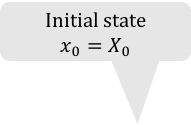 Initial state
𝑥₀ = 𝑋₀